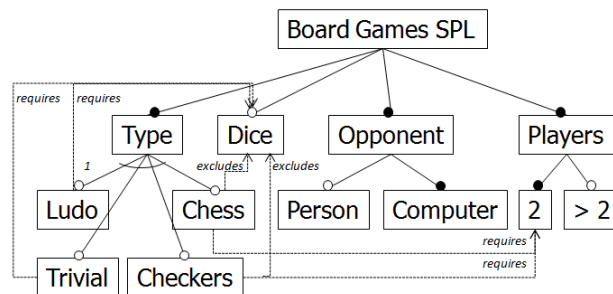 Board Games SPL
requires requires
Type Dice Opponent Players
1 excludes excludes
Ludo Chess Person Computer 2 > 2
requires
requires
Trivial Checkers